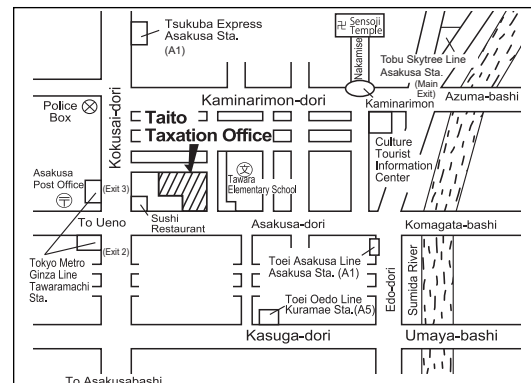 Tsukuba Express
Asakusa Sta.
(A1)
卍 Sensoji
Temple
Nakamise
Tobu Skytree Line
Asakusa Sta.
(Main
Exit)
Police
Box
Kokusai-dori
Kaminarimon-dori
Kaminarimon
Azuma-bashi
Taito
Taxation Office
Culture
Tourist
Information
Center
Asakusa
Post Office
〒
(Exit 3)
文
Tawara
Elementary School
To Ueno
Sushi
Restaurant
Asakusa-dori
Komagata-bashi
(Exit 2)
Tokyo Metro
Ginza Line
Tawaramachi
Sta.
Toei Asakusa Line
Asakusa Sta. (A1)
Edo-dori
Sumida River
Toei Oedo Line
Kuramae Sta.(A5)
Kasuga-dori
Umaya-bashi
To Asakusabashi